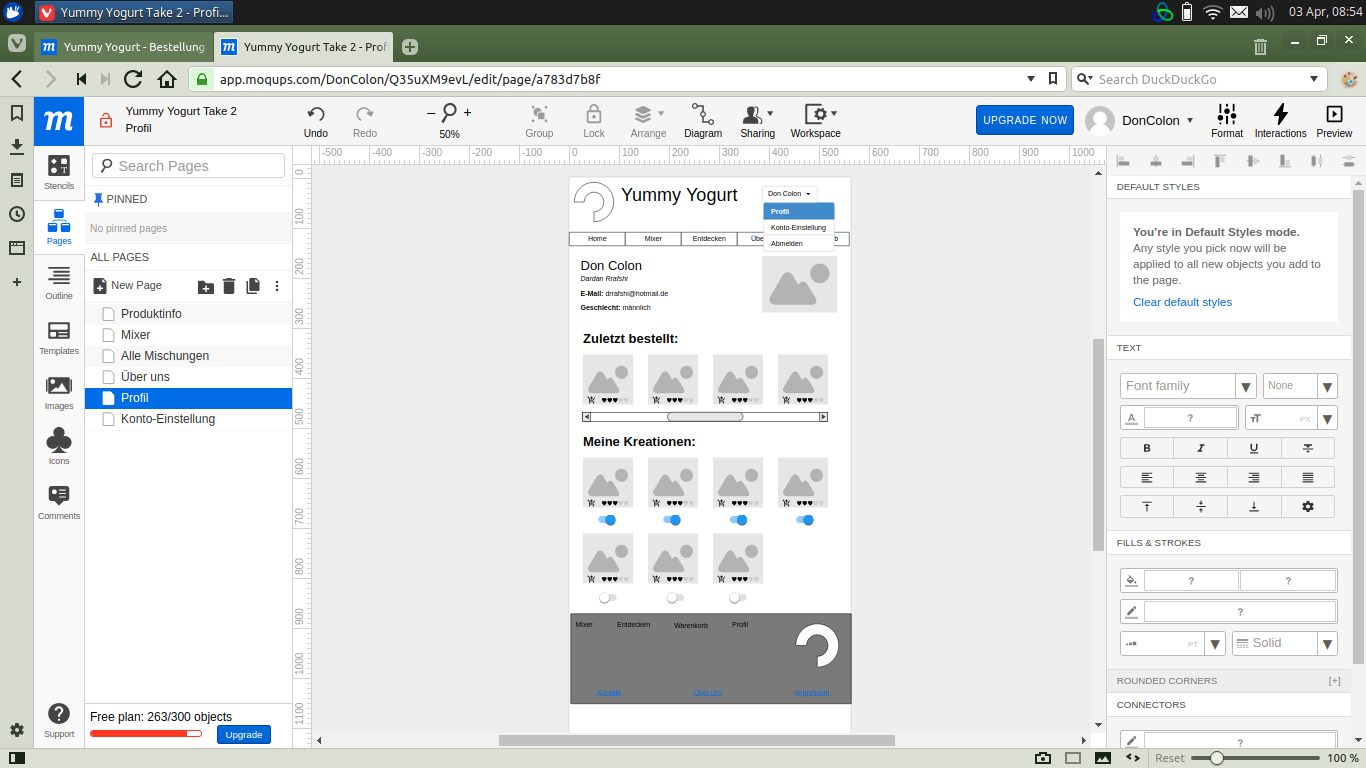 Yummy Yogurt Take 2 - Profi...
03 Apr, 08:54
Yummy Yogurt - Bestellung
Yummy Yogurt Take 2 - Prof
app.moqups.com/DonColon/Q35uXM9evL/edit/page/a783d7b8f
Search DuckDuckGo
m
Yummy Yogurt Take 2
Profil
Undo
Redo
50%
Group
Lock
Arrange
Diagram
Sharing
Workspace
UPGRADE NOW
DonColon
Format
Interactions
Preview
Stencils
Pages
Outline
Templates
Images
Icons
Comments
Support
Search Pages
PINNED
No pinned pages
ALL PAGES
New Page
Produktinfo
Mixer
Alle Mischungen
Über uns
Profil
Konto-Einstellung
Free plan: 263/300 objects
Upgrade
-500 -400 -300 -200 -100 0 100 200 300 400 500 600 700 800 900 1000
0
100
200
300
400
500
600
700
800
900
1000
1100
Yummy Yogurt
Don Colon
Profil
Konto-Einstellung
Abmelden
Home Mixer Entdecken Übe b
Don Colon
Dardan Rrafshi
E-Mail: drrafshi@hotmail.de
Geschlecht: männlich
Zuletzt bestellt:
Meine Kreationen:
Mixer Entdecken Warenkorb Profil
Kontakt Über uns Impressum
DEFAULT STYLES
You're in Default Styles mode.
Any style you pick now will be
applied to all new objects you add to
the page.
Clear default styles
TEXT
Font family
None
A ? TT PX
B I U
FILLS & STROKES
? ?
?
PT Solid
ROUNDED CORNERS [+]
CONNECTORS
?
Reset 100 %